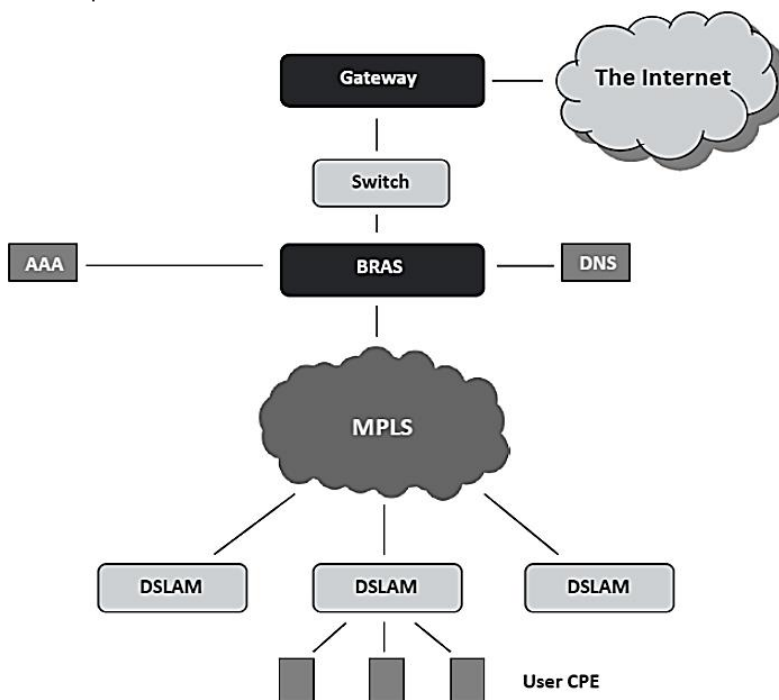 Gateway
The Internet
Switch
AAA
BRAS
DNS
MPLS
DSLAM
DSLAM
DSLAM
User CPE